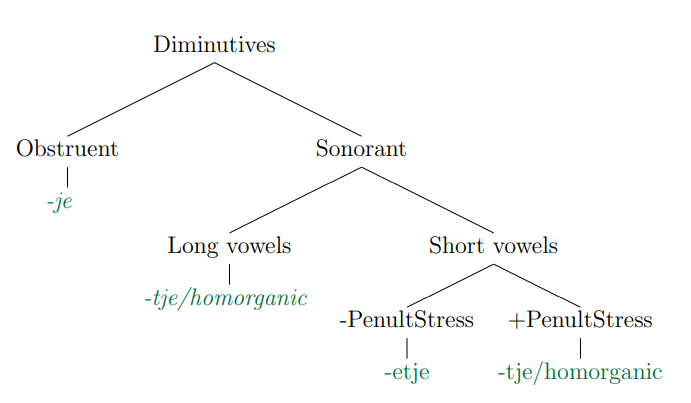 Diminutives
Obstruent
Sonorant
-je
Long vowels
Short vowels
-tje/homorganic
-PenultStress
+PenultStress
-etje
-tje/homorganic